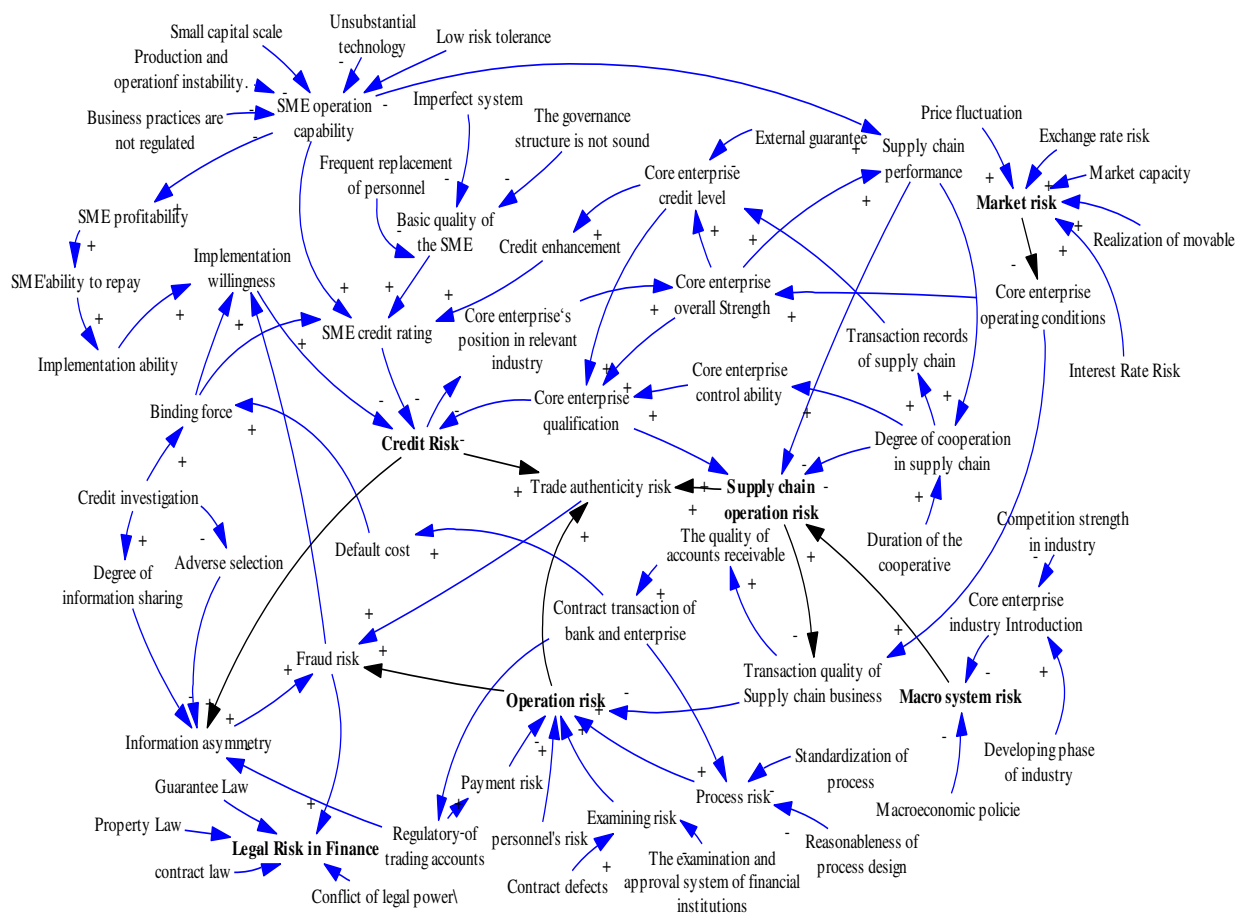 Small capital scale
Unsubstantial
technology
Low risk tolerance
Production and
operationf instability.
Business practices are
not regulated
SME operation
capability
Imperfect system
The governance
structure is not sound
Frequent replacement
of personnel
Basic quality of
the SME
SME profitability
SME'ability to repay
Implementation ability
Implementation
willingness
SME credit rating
Credit enhancement
External guarantee
Core enterprise
credit level
Supply chain
performance
Price fluctuation
Exchange rate risk
Market capacity
Market risk
Realization of movable
Core enterprise
operating conditions
Interest Rate Risk
Core enterprise
overall Strength
Core enterprise's
position in relevant
industry
Transaction records
of supply chain
Core enterprise
control ability
Core enterprise
qualification
Degree of cooperation
in supply chain
Binding force
Credit Risk
Credit investigation
Trade authenticity risk
Supply chain
operation risk
Duration of the
cooperative
Competition strength
in industry
Adverse selection
Default cost
The quality of
accounts receivable
Degree of
information sharing
Contract transaction of
bank and enterprise
Core enterprise
industry Introduction
Fraud risk
Transaction quality of
Supply chain business
Operation risk
Macro system risk
Information asymmetry
Developing phase
of industry
Standardization of
process
Guarantee Law
Payment risk
Process risk
Macroeconomic policie
Property Law
Legal Risk in Finance
Regulatory-of
trading accounts
personnel's risk
Examining risk
Reasonableness of
process design
contract law
Conflict of legal power\
Contract defects
The examination and
approval system of financial
institutions